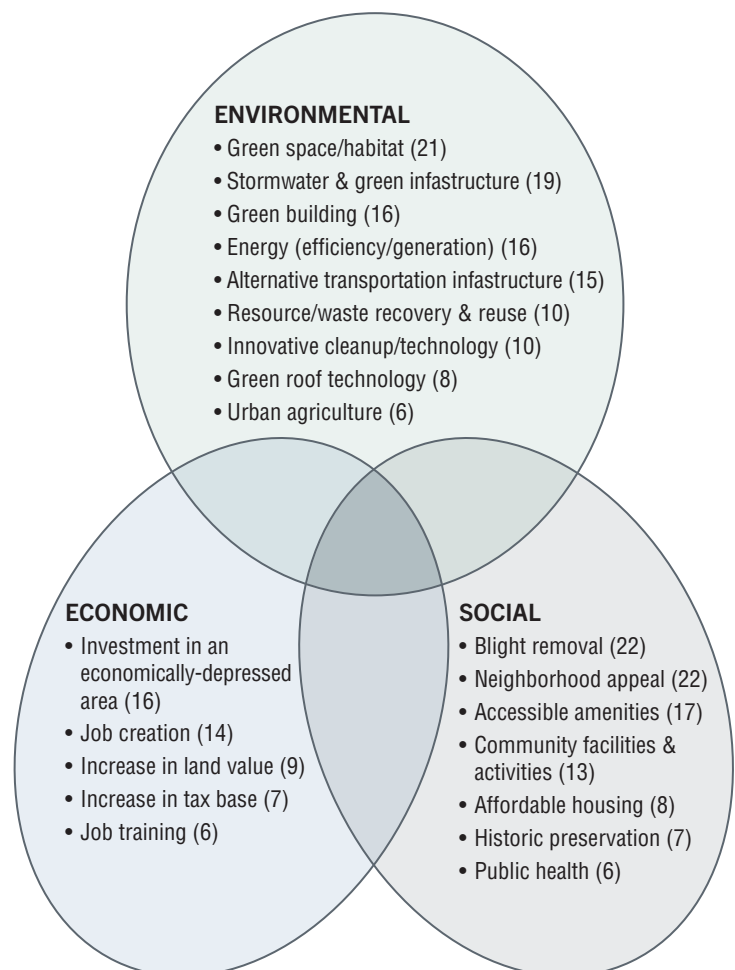 ENVIRONMENTAL
• Green space/habitat (21)
• Stormwater & green infastructure (19)
• Green building (16)
• Energy (efficiency/generation) (16)
• Alternative transportation infastructure (15)
• Resource/waste recovery & reuse (10)
• Innovative cleanup/technology (10)
• Green roof technology (8)
• Urban agriculture (6)
ECONOMIC
• Investment in an
economically-depressed
area (16)
• Job creation (14)
• Increase in land value (9)
• Increase in tax base (7)
• Job training (6)
SOCIAL
• Blight removal (22)
• Neighborhood appeal (22)
• Accessible amenities (17)
• Community facilities &
activities (13)
• Affordable housing (8)
• Historic preservation (7)
• Public health (6)